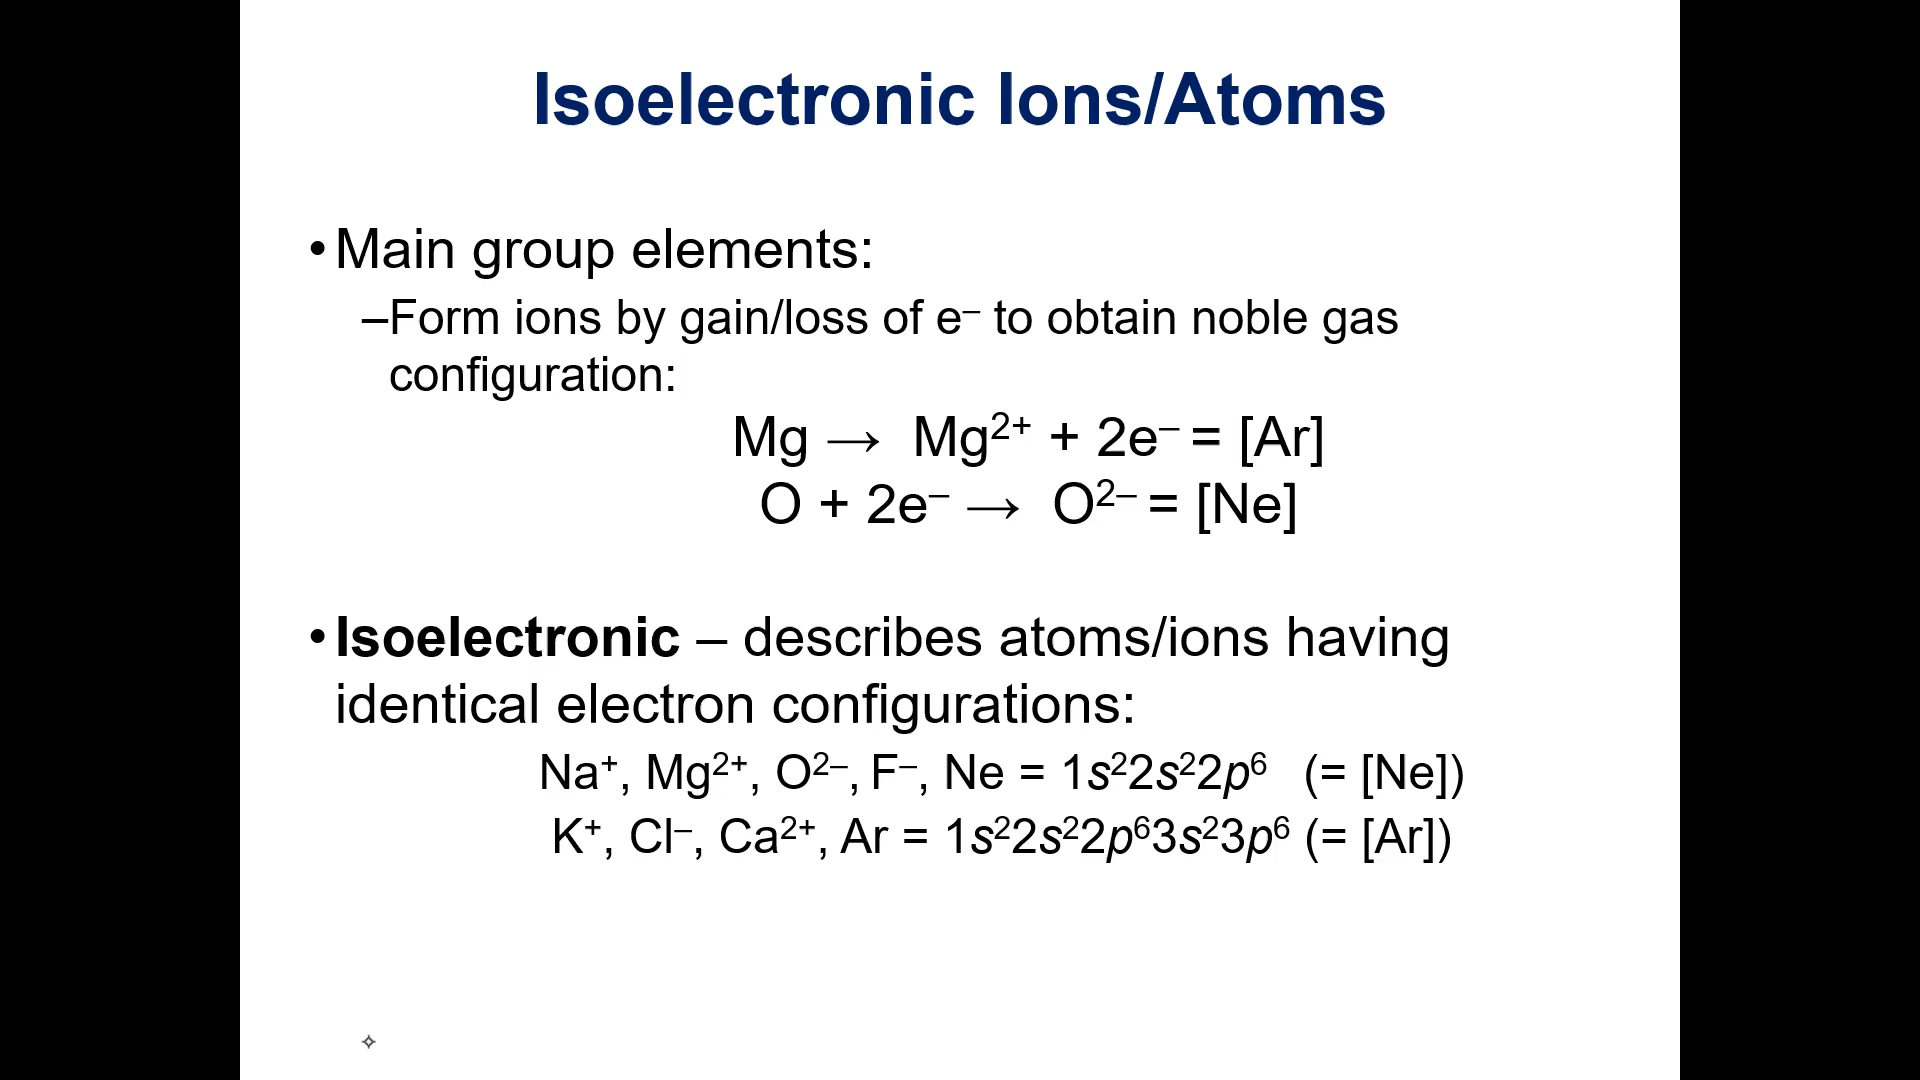 Isoelectronic Ions/Atoms
•Main group elements:
–Form ions by gain/loss of e⁻ to obtain noble gas
configuration:
Mg → Mg²⁺ + 2e⁻ = [Ar]
O + 2e⁻ → O²⁻ = [Ne]
•Isoelectronic – describes atoms/ions having
identical electron configurations:
Na⁺, Mg²⁺, O²⁻, F⁻, Ne = 1s²2s²2p⁶ (= [Ne])
K⁺, Cl⁻, Ca²⁺, Ar = 1s²2s²2p⁶3s²3p⁶ (= [Ar])